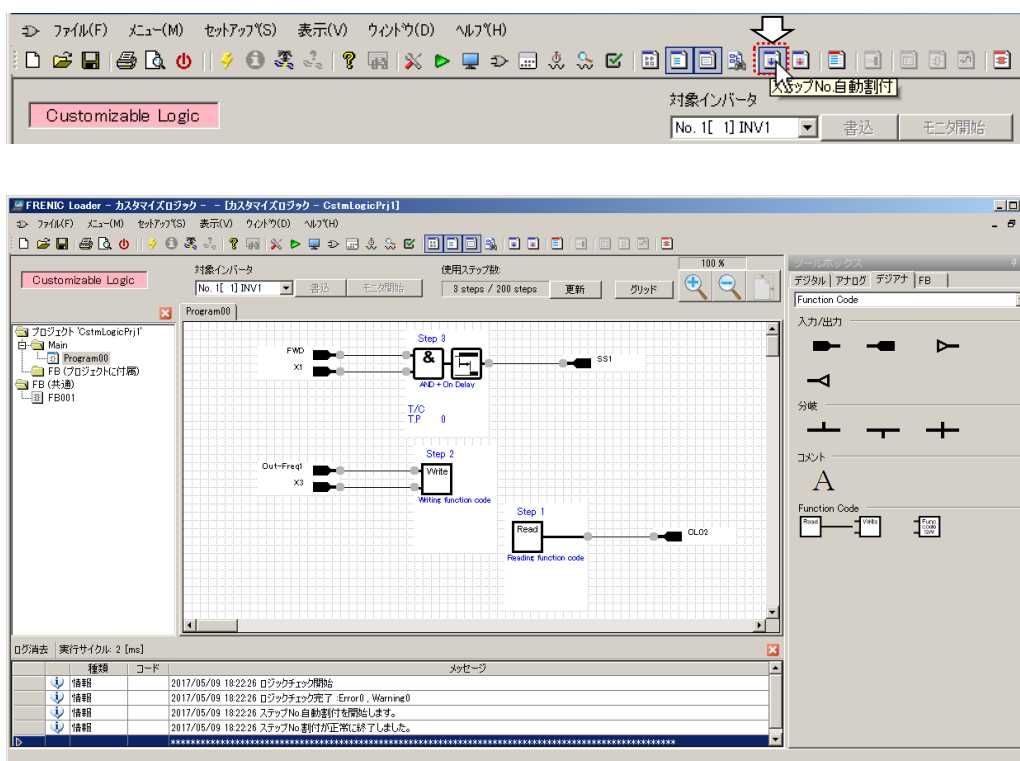 ファイル(F) メニュー(M) セットアップ(S) 表示(V) ウィンドウ(D) ヘルプ(H)
ステップNo.自動割付
Customizable Logic
対象インバータ
No. 1[ 1] INV1
書込
モニタ開始
FRENIC Loader - カスタマイズロジック - - [カスタマイズロジック - CstmLogicPrj1]
ファイル(F) メニュー(M) セットアップ(S) 表示(V) ウィンドウ(D) ヘルプ(H)
Customizable Logic
対象インバータ
No. 1[ 1] INV1
書込
モニタ開始
使用ステップ数:
3 steps / 200 steps
更新
グリッド
100 %
プロジェクト 'CstmLogicPrj1'
Main
Program00
FB (プロジェクトに付属)
FB (共通)
FB001
Program00
Step 3
FWD
X1
&
SS1
AND + On Delay
T/C
T.P 0
Step 2
Out-Freq1
X3
Write
Writing function code
Step 1
Read
CLO2
Reading function code
ツールボックス
デジタル
アナログ
デジアナ
FB
Function Code
入力/出力
分岐
コメント
A
Function Code
Read
Write
Func code SW
ログ消去 実行サイクル: 2 [ms]
種類 コード メッセージ
情報 2017/05/09 18:22:26 ロジックチェック開始
情報 2017/05/09 18:22:26 ロジックチェック完了 :Error0 , Warning0
情報 2017/05/09 18:22:26 ステップNo.自動割付を開始します。
情報 2017/05/09 18:22:26 ステップNo.割付が正常に終了しました。